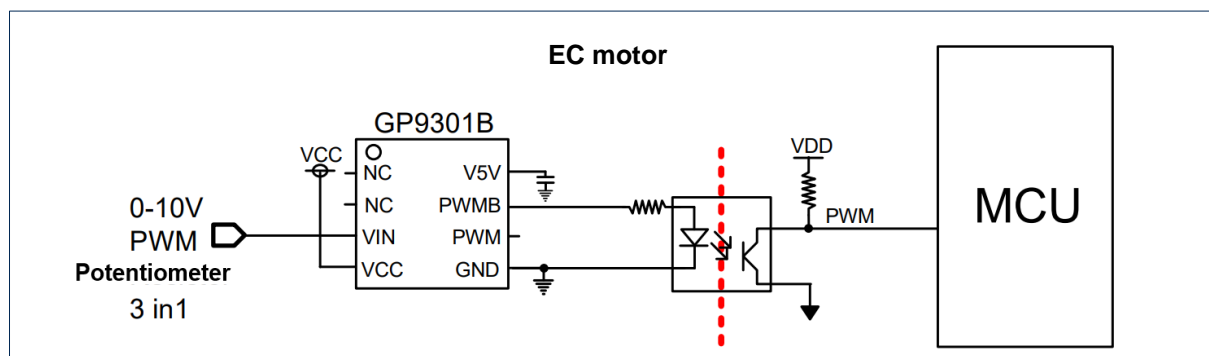 EC motor
GP9301B
VCC
NC
V5V
VDD
0-10V
NC
PWMB
PWM
MCU
PWM
VIN
PWM
Potentiometer
VCC
GND
3 in1